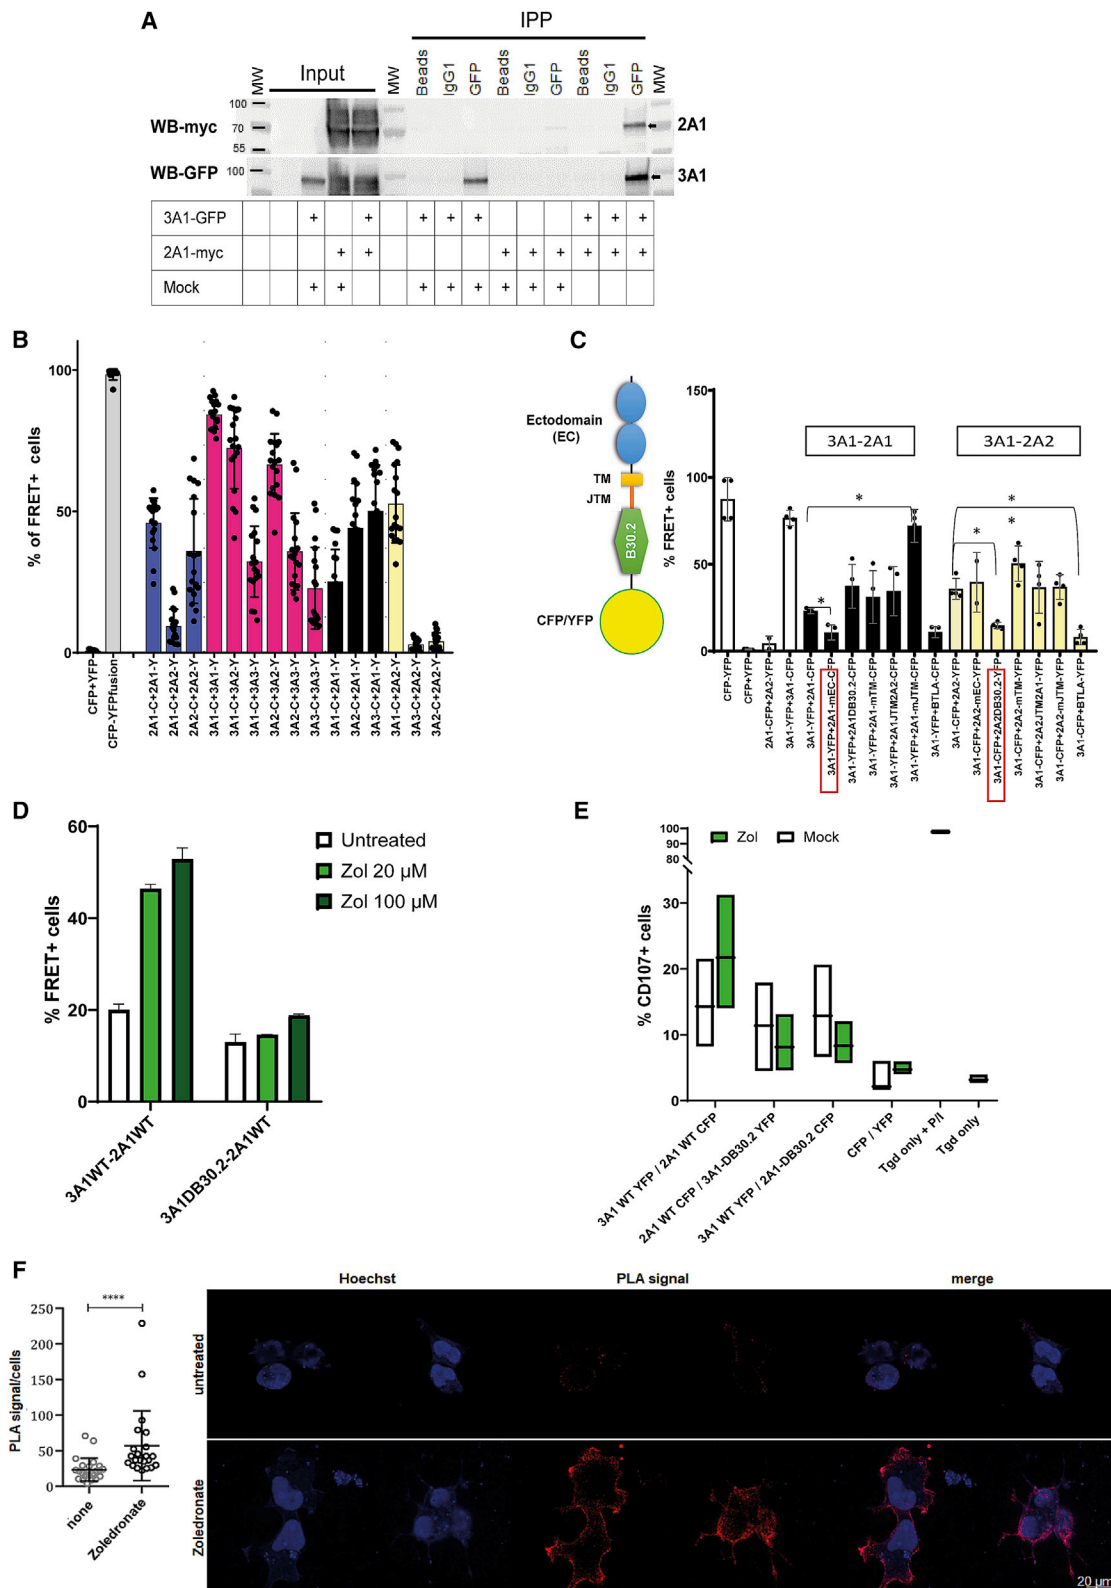 A
IPP
Input
MW
MW
Beads
IgG1
GFP
Beads
IgG1
GFP
Beads
IgG1
GFP
MW
WB-myc
100
70
55
2A1
WB-GFP
100
3A1
3A1-GFP + + + + + + + +
2A1-myc + + + + + + + +
Mock + + + + + + + +
B
% of FRET+ cells
100
50
0
CFP+YFP
CFP-YFPfusion
2A1-C+2A1-Y
2A1-C+2A2-Y
2A2-C+2A2-Y
3A1-C+3A1-Y
3A1-C+3A2-Y
3A1-C+3A3-Y
3A2-C+3A2-Y
3A2-C+3A3-Y
3A3-C+3A3-Y
3A1-C+2A1-Y
3A2-C+2A1-Y
3A3-C+2A1-Y
3A1-C+2A2-Y
3A3-C+2A2-Y
3A2-C+2A2-Y
C
Ectodomain
(EC)
TM
JTM
B30.2
CFP/YFP
% FRET+ cells
150
100
50
0
3A1-2A1
3A1-2A2
*
*
*
*
*
CFP-YFP
CFP+YFP
2A1-CFP+2A2-YFP
3A1-YFP+3A1-CFP
3A1-YFP+2A1-CFP
3A1-YFP+2A1-mEC-CFP
3A1-YFP+2A1DB30.2-CFP
3A1-YFP+2A1-mTM-CFP
3A1-YFP+2A1JTM2A2-CFP
3A1-YFP+2A1-mJTM-CFP
3A1-YFP+BTLA-CFP
3A1-CFP+2A2-YFP
3A1-CFP+2A2-mEC-YFP
3A1-CFP+2A2DB30.2-YFP
3A1-CFP+2A2-mTM-YFP
3A1-CFP+2A2JTM2A1-YFP
3A1-CFP+2A2-mJTM-YFP
3A1-CFP+BTLA-YFP
D
% FRET+ cells
60
40
20
0
Untreated
Zol 20 µM
Zol 100 µM
3A1WT-2A1WT
3A1DB30.2-2A1WT
E
% CD107+ cells
100
90
80
30
20
10
0
Zol
Mock
3A1 WT YFP / 2A1 WT CFP
2A1 WT CFP / 3A1-DB30.2 YFP
3A1 WT YFP / 2A1-DB30.2 CFP
CFP / YFP
Tgd only + P/I
Tgd only
F
PLA signal/cells
250
200
150
100
50
0
****
none
Zoledronate
Hoechst
PLA signal
merge
untreated
Zoledronate
20 µm